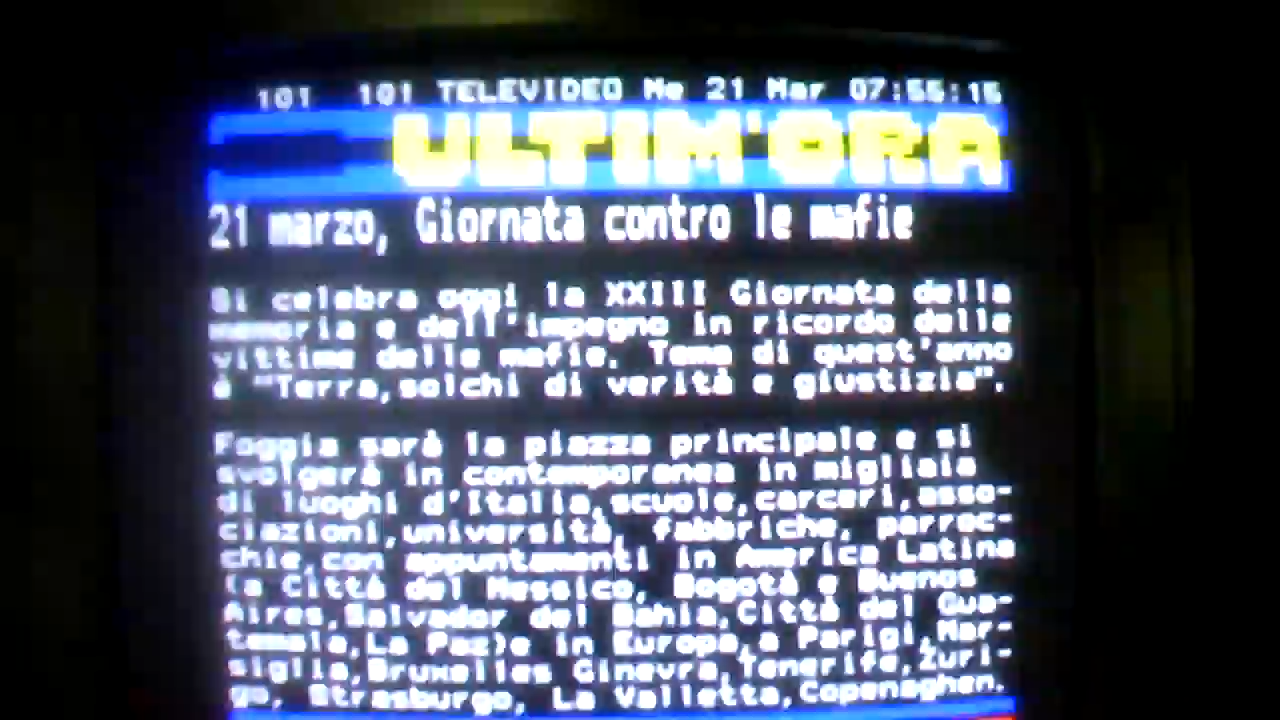 101 101 TELEVIDEO Me 21 Mar 07:55:15
ULTIM'ORA
21 marzo, Giornata contro le mafie
Si celebra oggi la XXIII Giornata della
memoria e dell'impegno in ricordo delle
vittime delle mafie. Tema di quest'anno
è "Terra,solchi di verità e giustizia".
Foggia sarà la piazza principale e si
svolgerà in contemporanea in migliaia
di luoghi d'Italia,scuole,carceri,asso-
ciazioni,università, fabbriche, parroc-
chie,con appuntamenti in America Latina
(a Città del Messico, Bogotà e Buenos
Aires,Salvador del Bahia,Città del Gua-
temala,La Paz)e in Europa,a Parigi,Mar-
siglia,Bruxelles Ginevra,Tenerife,Zuri-
go, Strasburgo, La Valletta,Copenaghen.